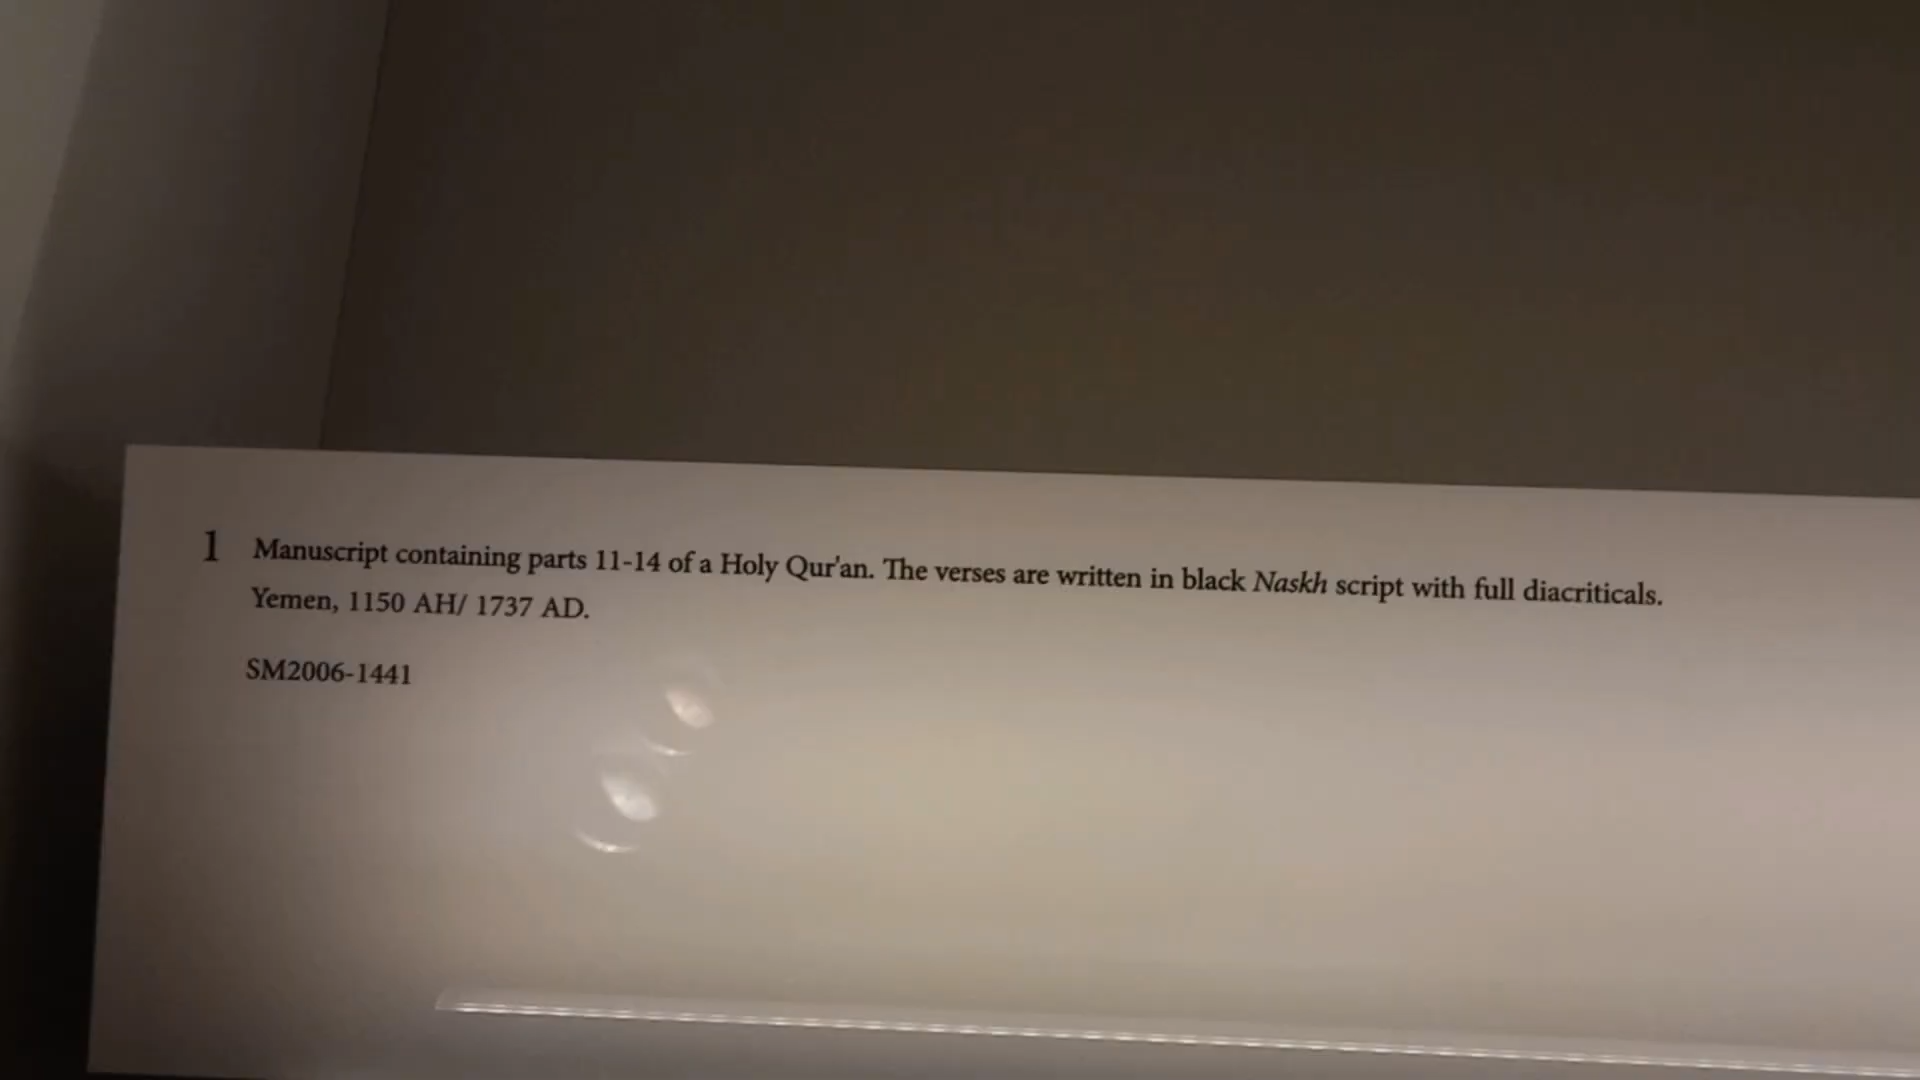 1 Manuscript containing parts 11-14 of a Holy Qur'an. The verses are written in black Naskh script with full diacriticals.
Yemen, 1150 AH/ 1737 AD.
SM2006-1441